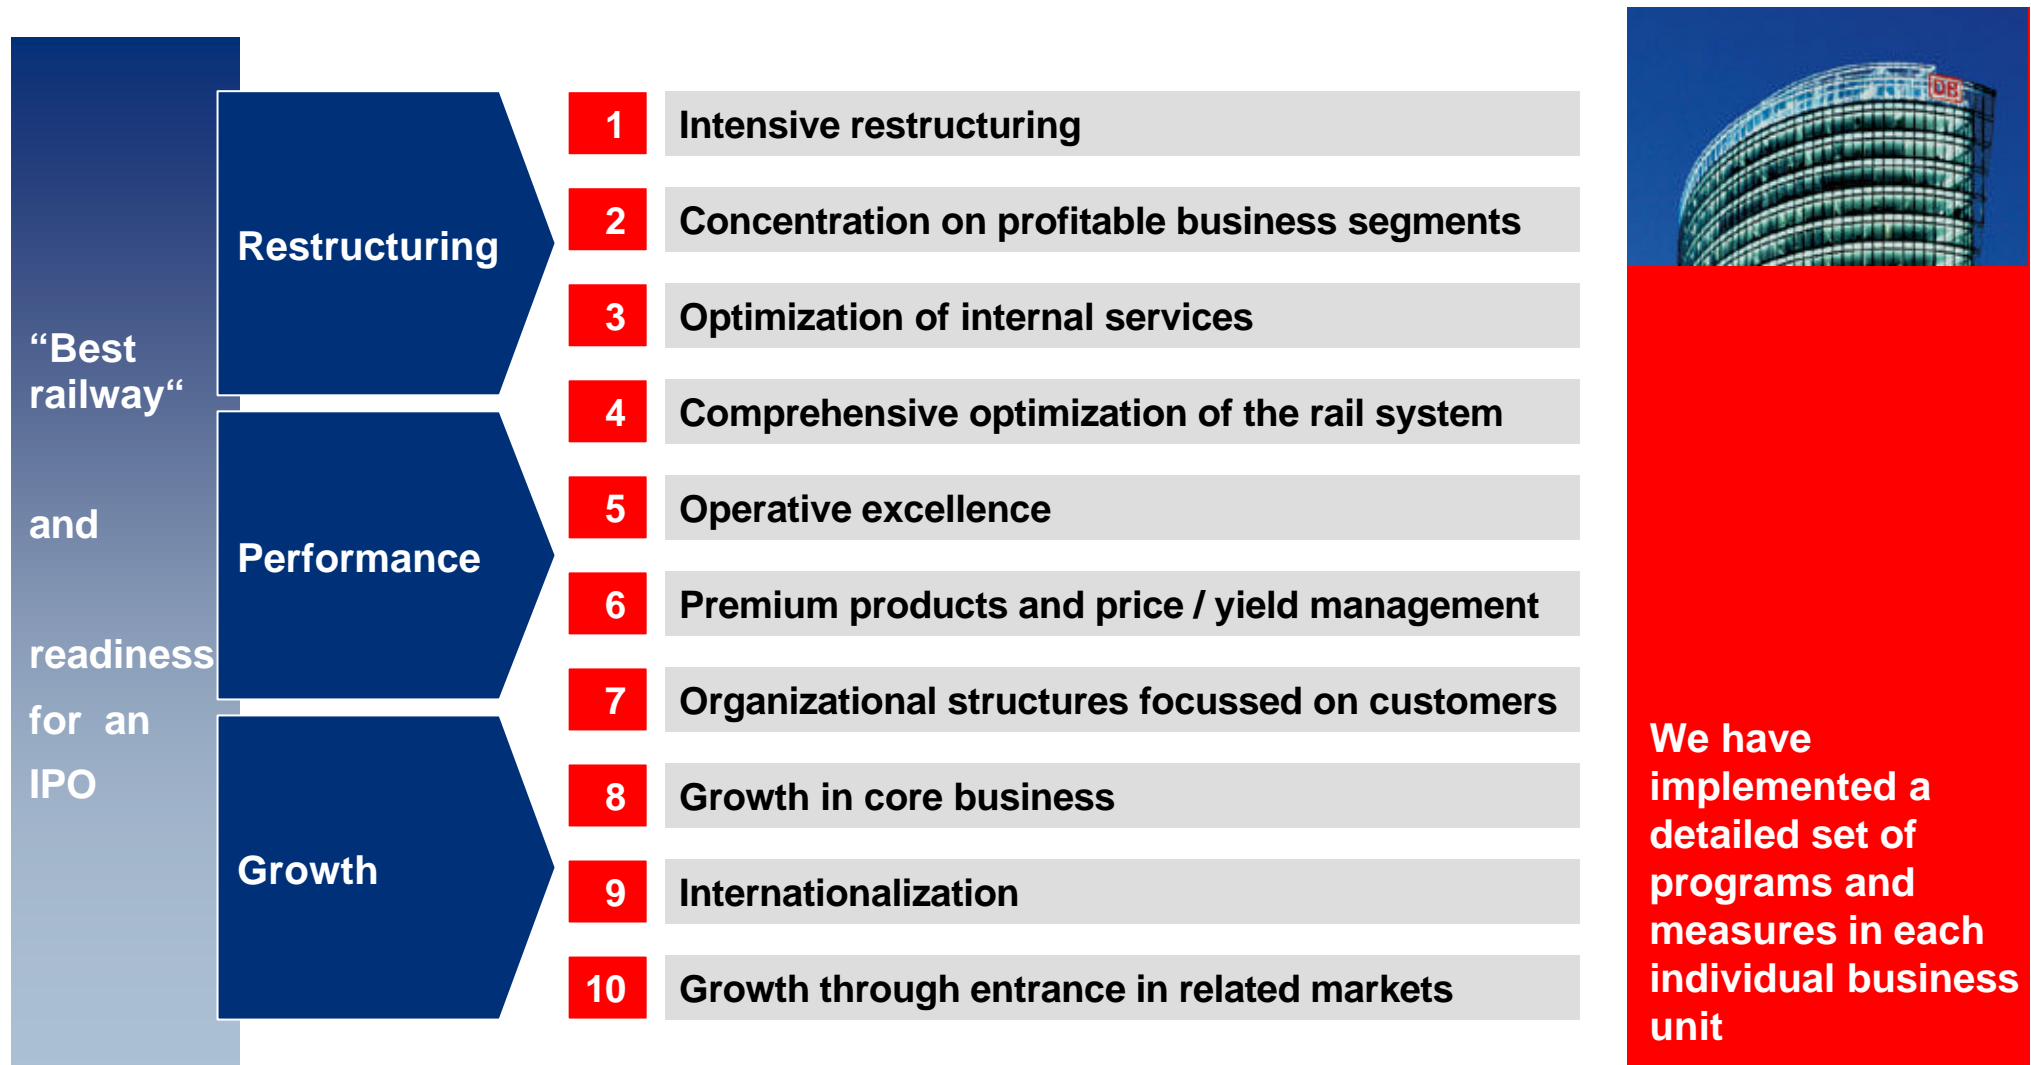 “Best
railway“
and
readiness
for an
IPO
Restructuring
Performance
Growth
1 Intensive restructuring
2 Concentration on profitable business segments
3 Optimization of internal services
4 Comprehensive optimization of the rail system
5 Operative excellence
6 Premium products and price / yield management
7 Organizational structures focussed on customers
8 Growth in core business
9 Internationalization
10 Growth through entrance in related markets
DB
We have
implemented a
detailed set of
programs and
measures in each
individual business
unit